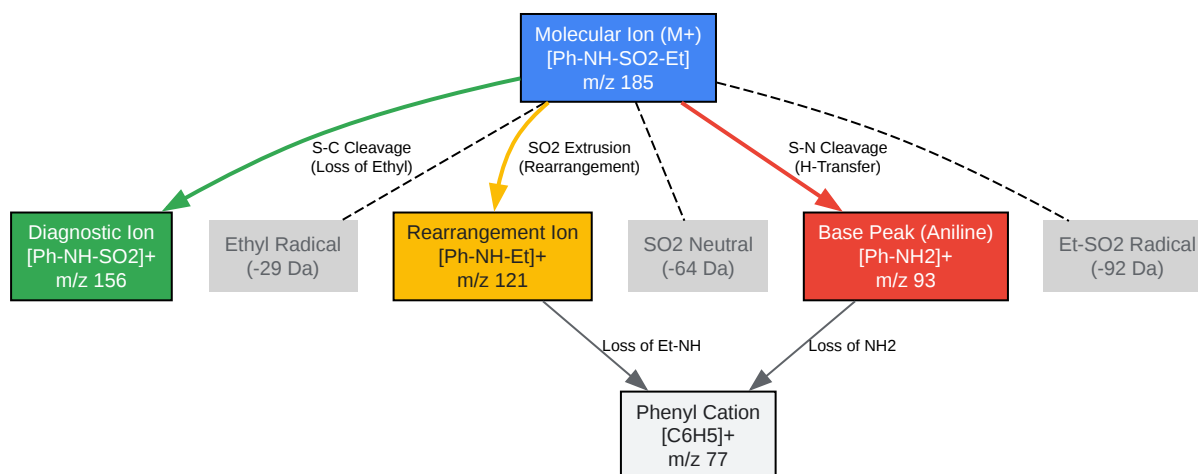 Molecular Ion (M+)
[Ph-NH-SO2-Et]
m/z 185
S-C Cleavage
(Loss of Ethyl)
SO2 Extrusion
(Rearrangement)
S-N Cleavage
(H-Transfer)
Diagnostic Ion
[Ph-NH-SO2]+
m/z 156
Ethyl Radical
(-29 Da)
Rearrangement Ion
[Ph-NH-Et]+
m/z 121
SO2 Neutral
(-64 Da)
Base Peak (Aniline)
[Ph-NH2]+
m/z 93
Et-SO2 Radical
(-92 Da)
Loss of Et-NH
Loss of NH2
Phenyl Cation
[C6H5]+
m/z 77